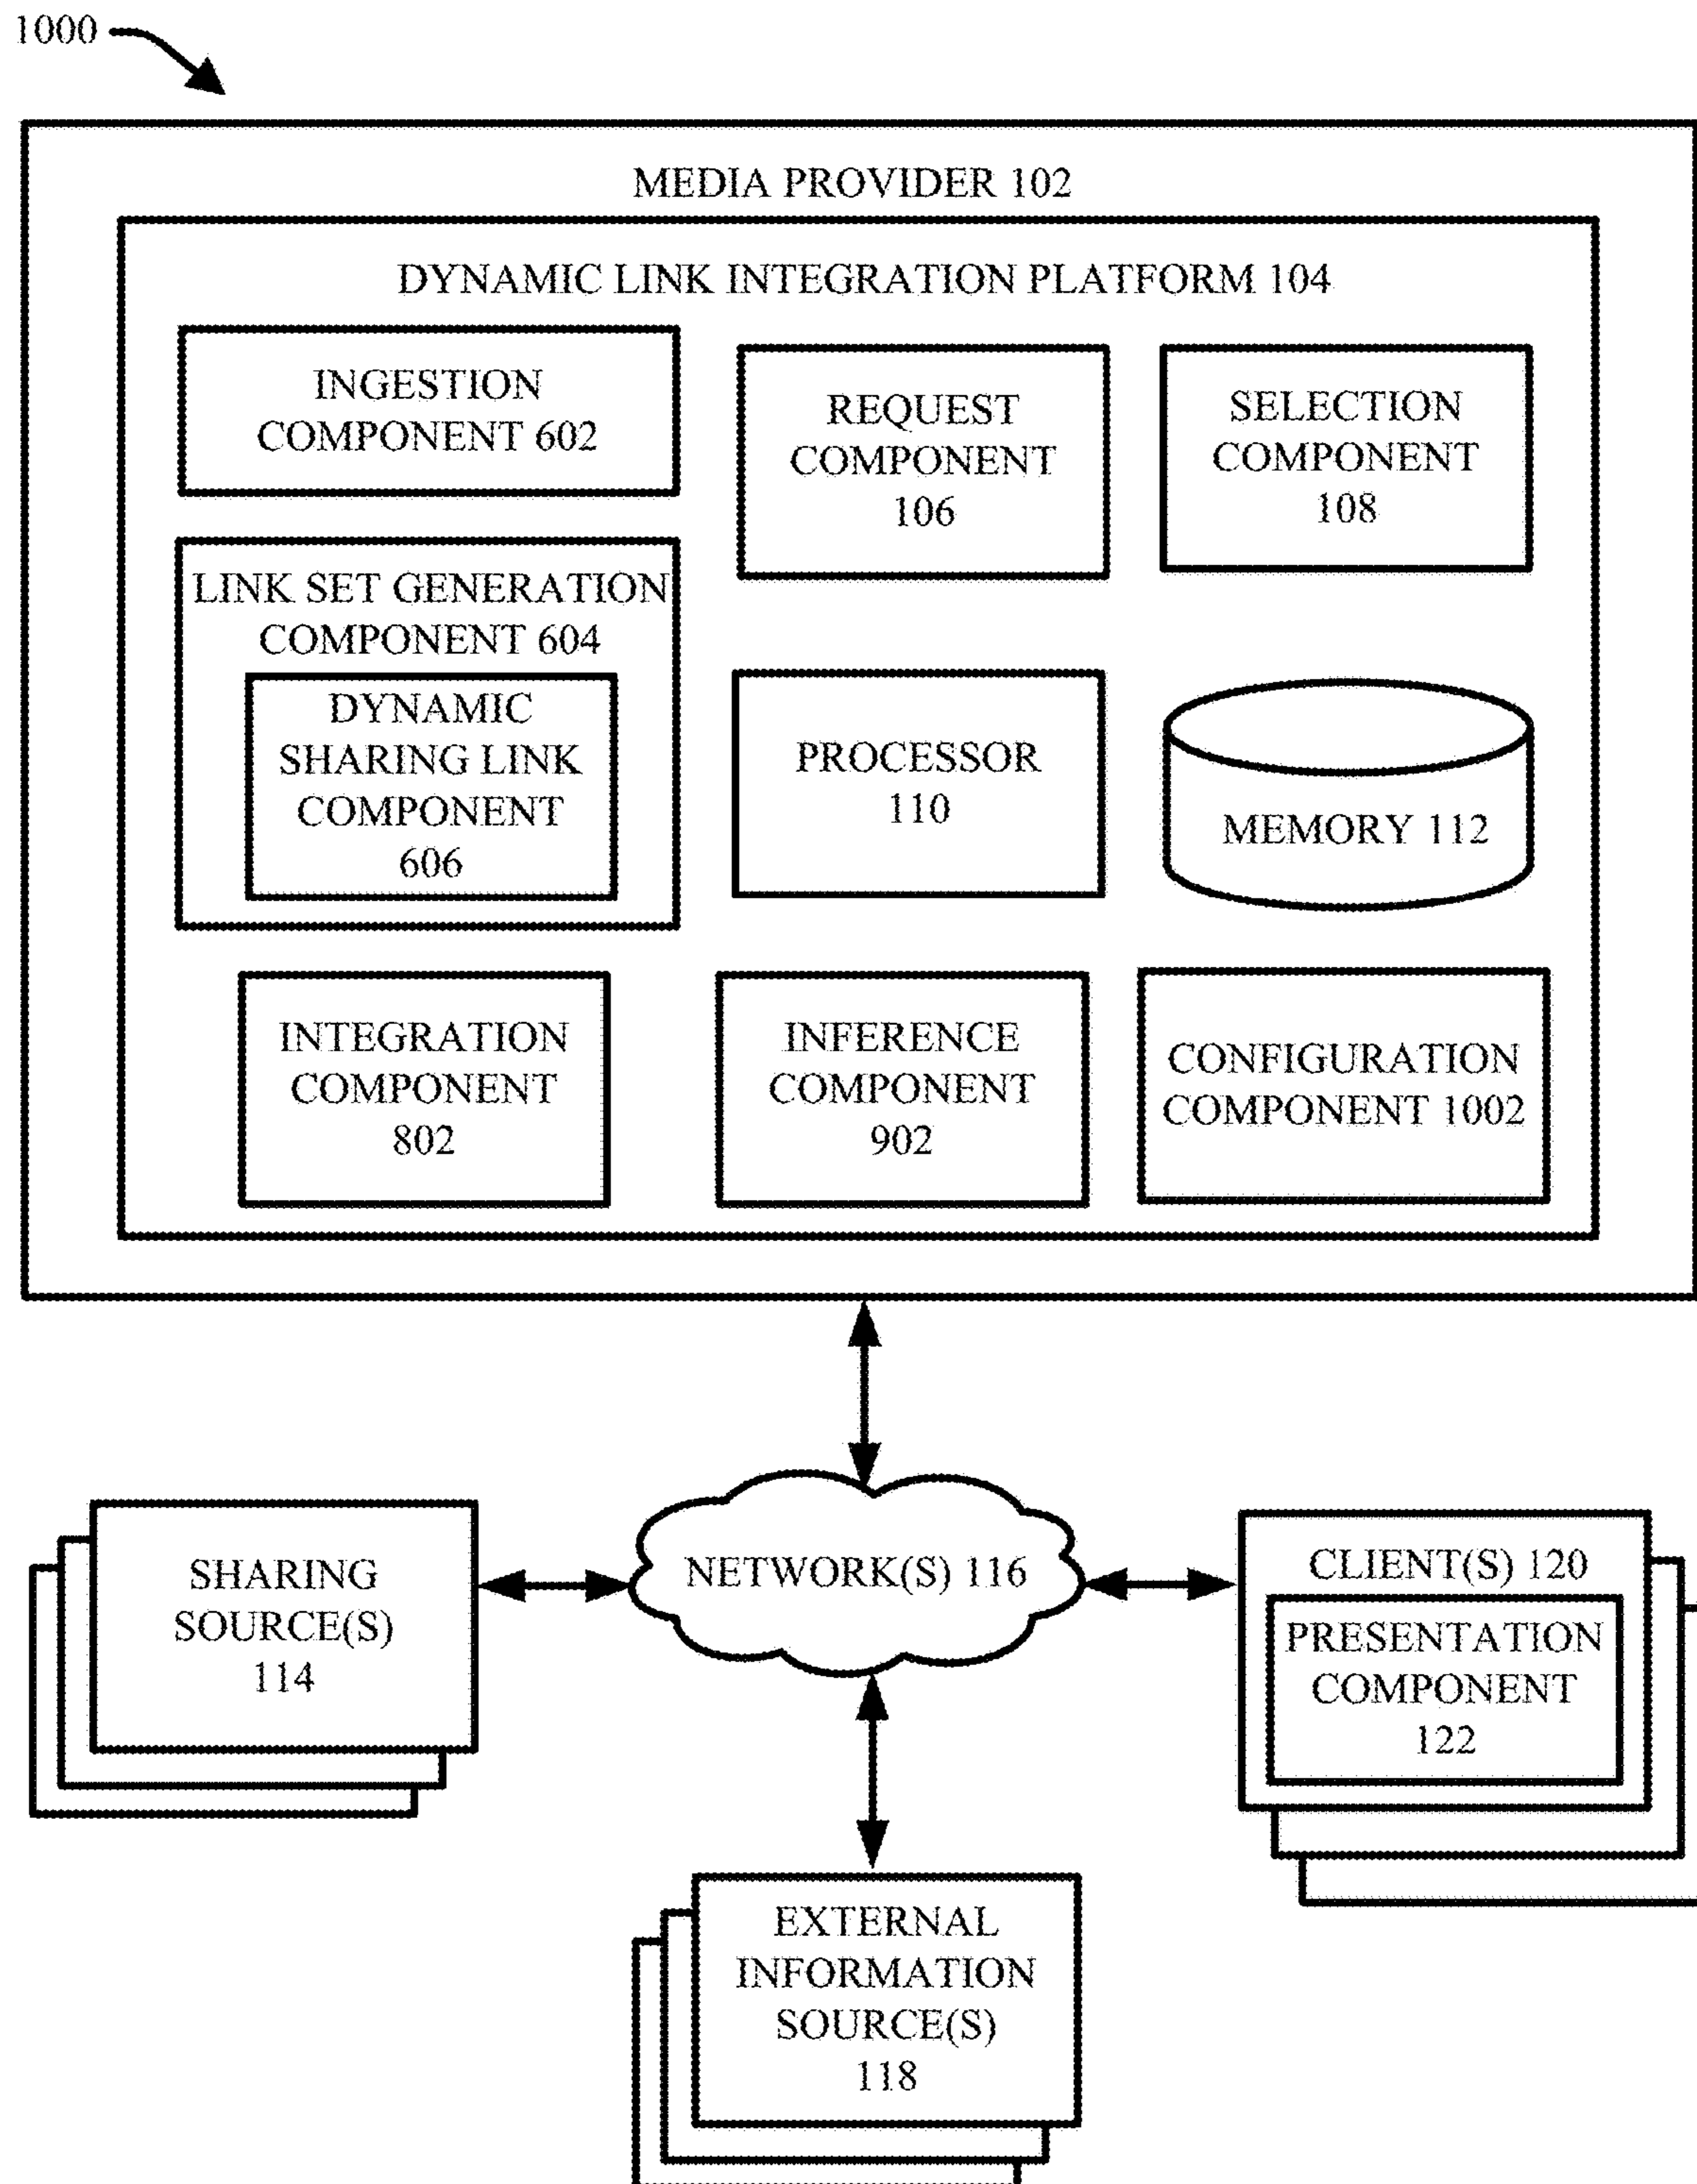 1000
MEDIA PROVIDER 102
DYNAMIC LINK INTEGRATION PLATFORM 104
INGESTION
COMPONENT 602
REQUEST
COMPONENT
106
SELECTION
COMPONENT
108
LINK SET GENERATION
COMPONENT 604
DYNAMIC
SHARING LINK
COMPONENT
606
PROCESSOR
110
MEMORY 112
INTEGRATION
COMPONENT
802
INFERENCE
COMPONENT
902
CONFIGURATION
COMPONENT 1002
SHARING
SOURCE(S)
114
NETWORK(S) 116
CLIENT(S) 120
PRESENTATION
COMPONENT
122
EXTERNAL
INFORMATION
SOURCE(S)
118